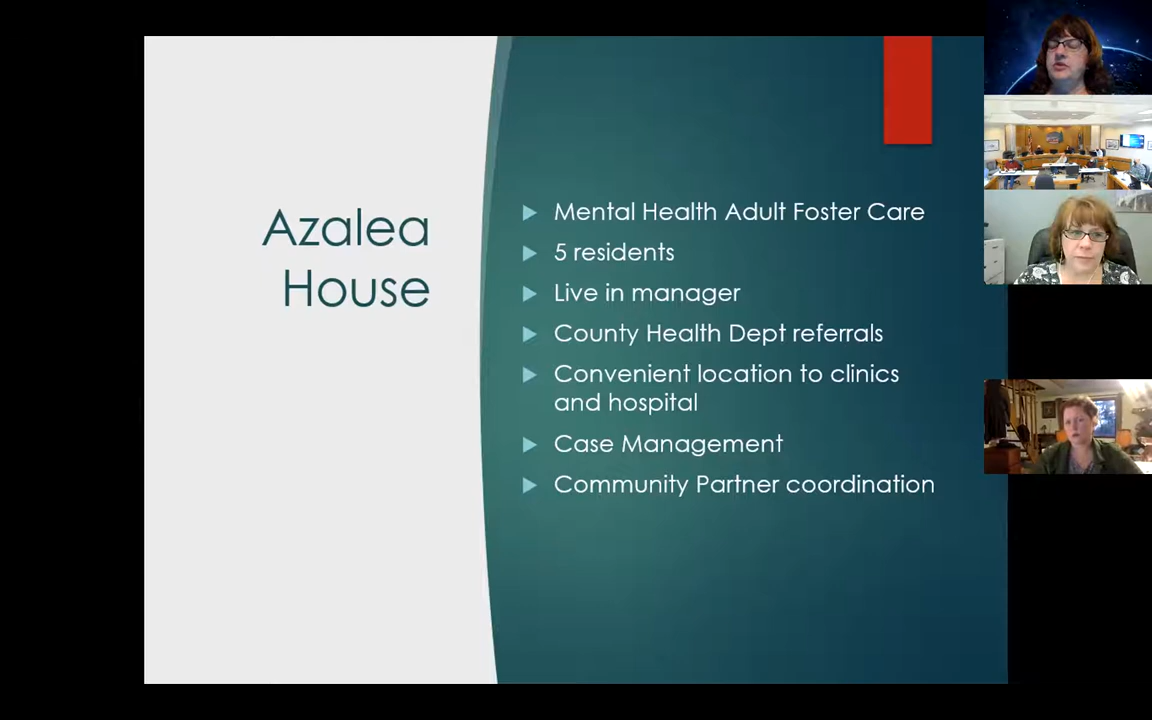 Azalea
House
Mental Health Adult Foster Care
5 residents
Live in manager
County Health Dept referrals
Convenient location to clinics
and hospital
Case Management
Community Partner coordination